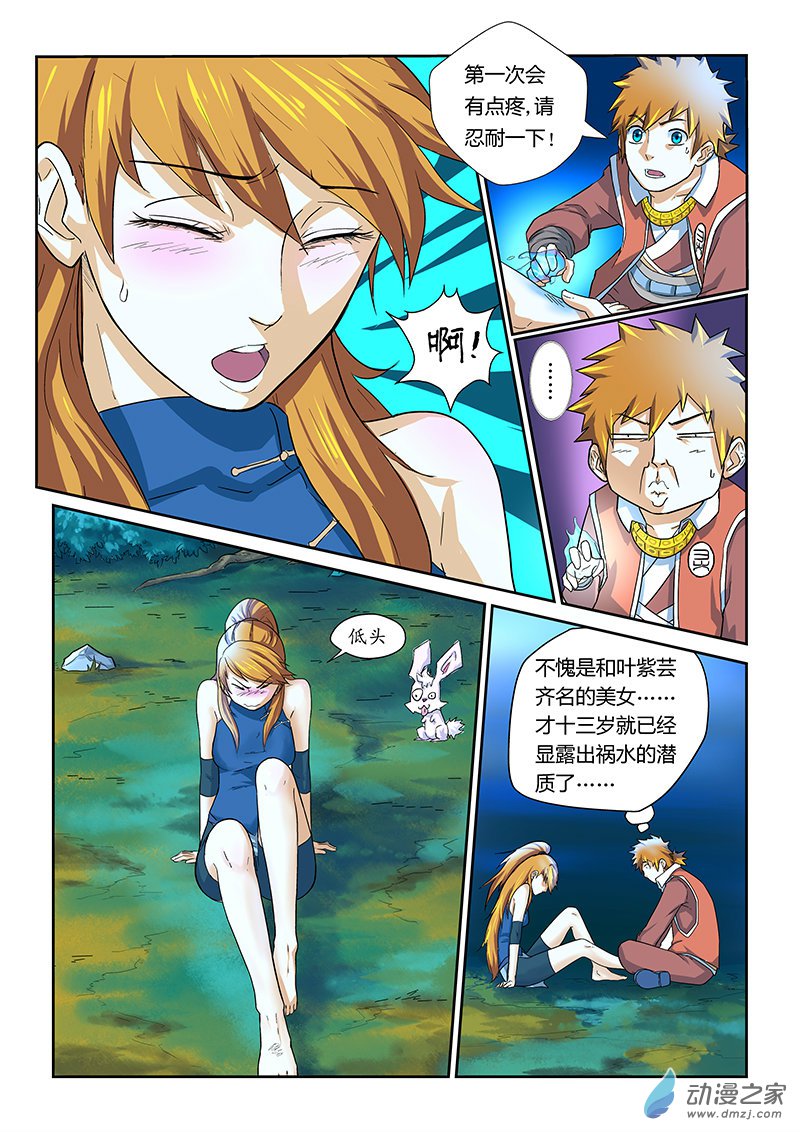 第一次会
有点疼，请
忍耐一下！
啊！
……
低头
不愧是和叶紫芸
齐名的美女……
才十三岁就已经
显露出祸水的潜
质了……
动漫之家
www.dmzj.com